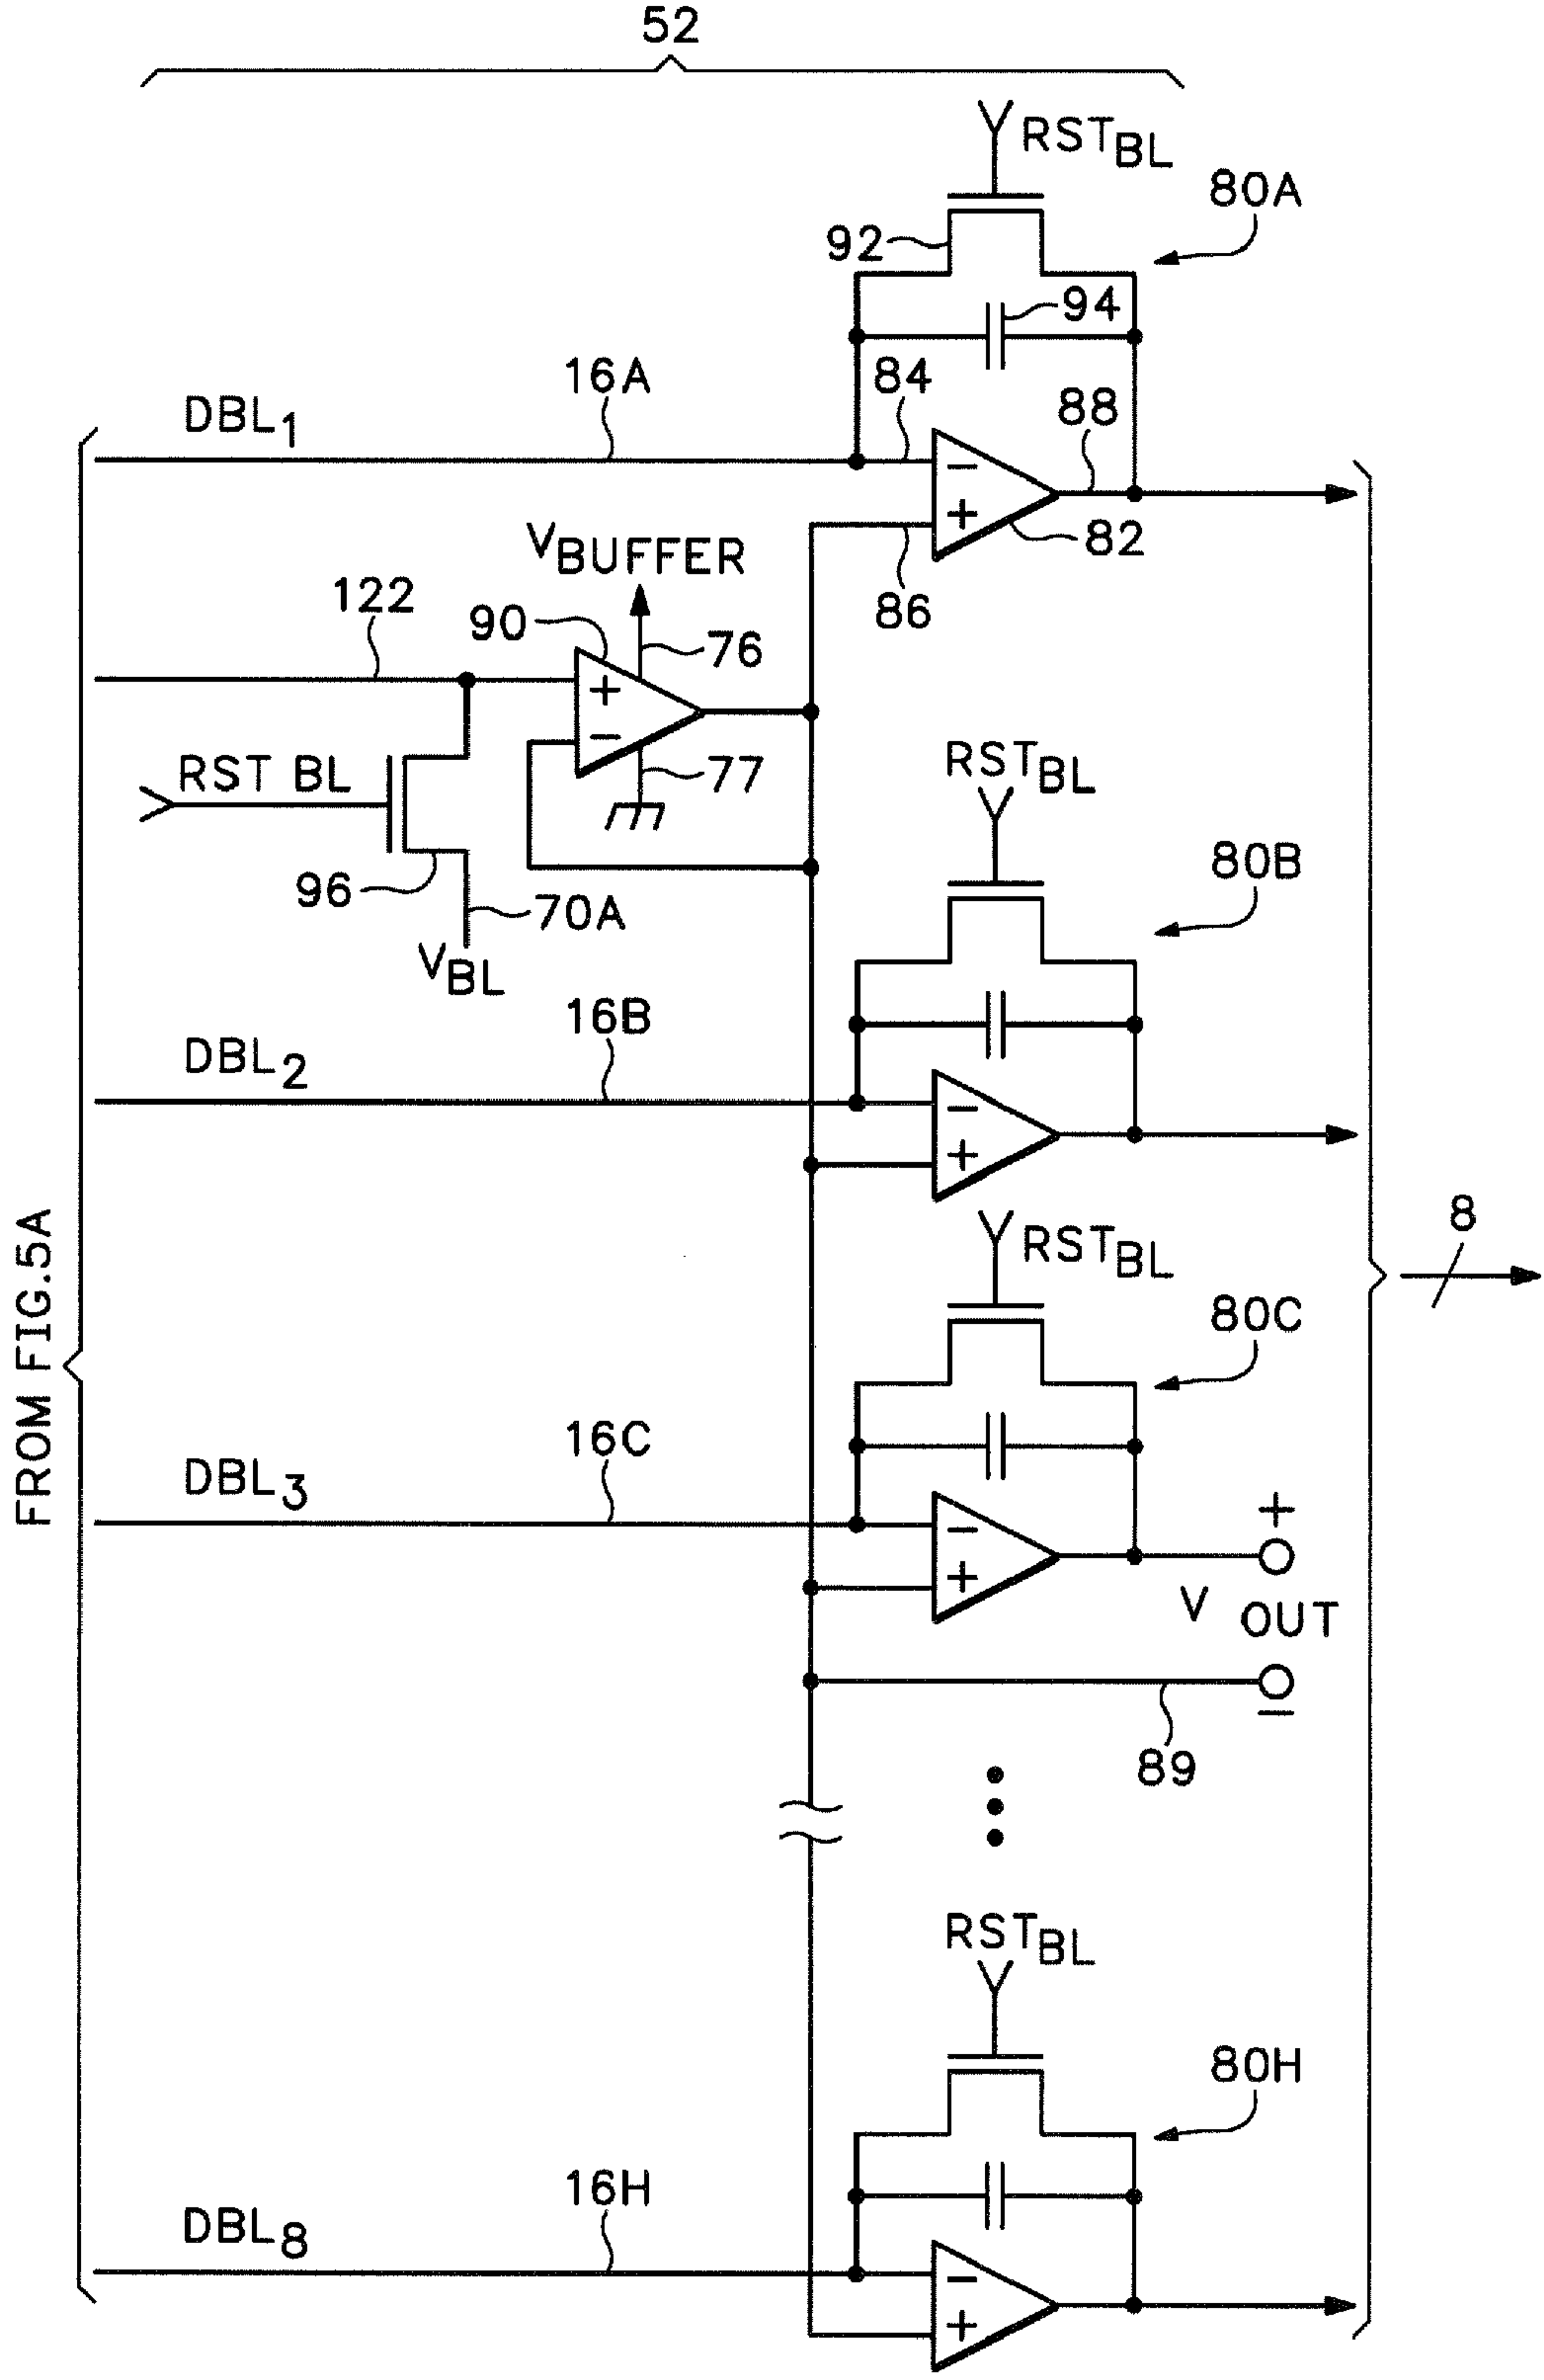 52
RSTBL
80A
92
94
16A
84
DBL1
88
−
+
82
VBUFFER
86
122
90
76
+
−
77
RST BL
RSTBL
96
70A
80B
VBL
16B
DBL2
−
+
8
RSTBL
FROM FIG.5A
80C
16C
DBL3
+
−
+
V OUT
−
89
RSTBL
80H
16H
DBL8
−
+